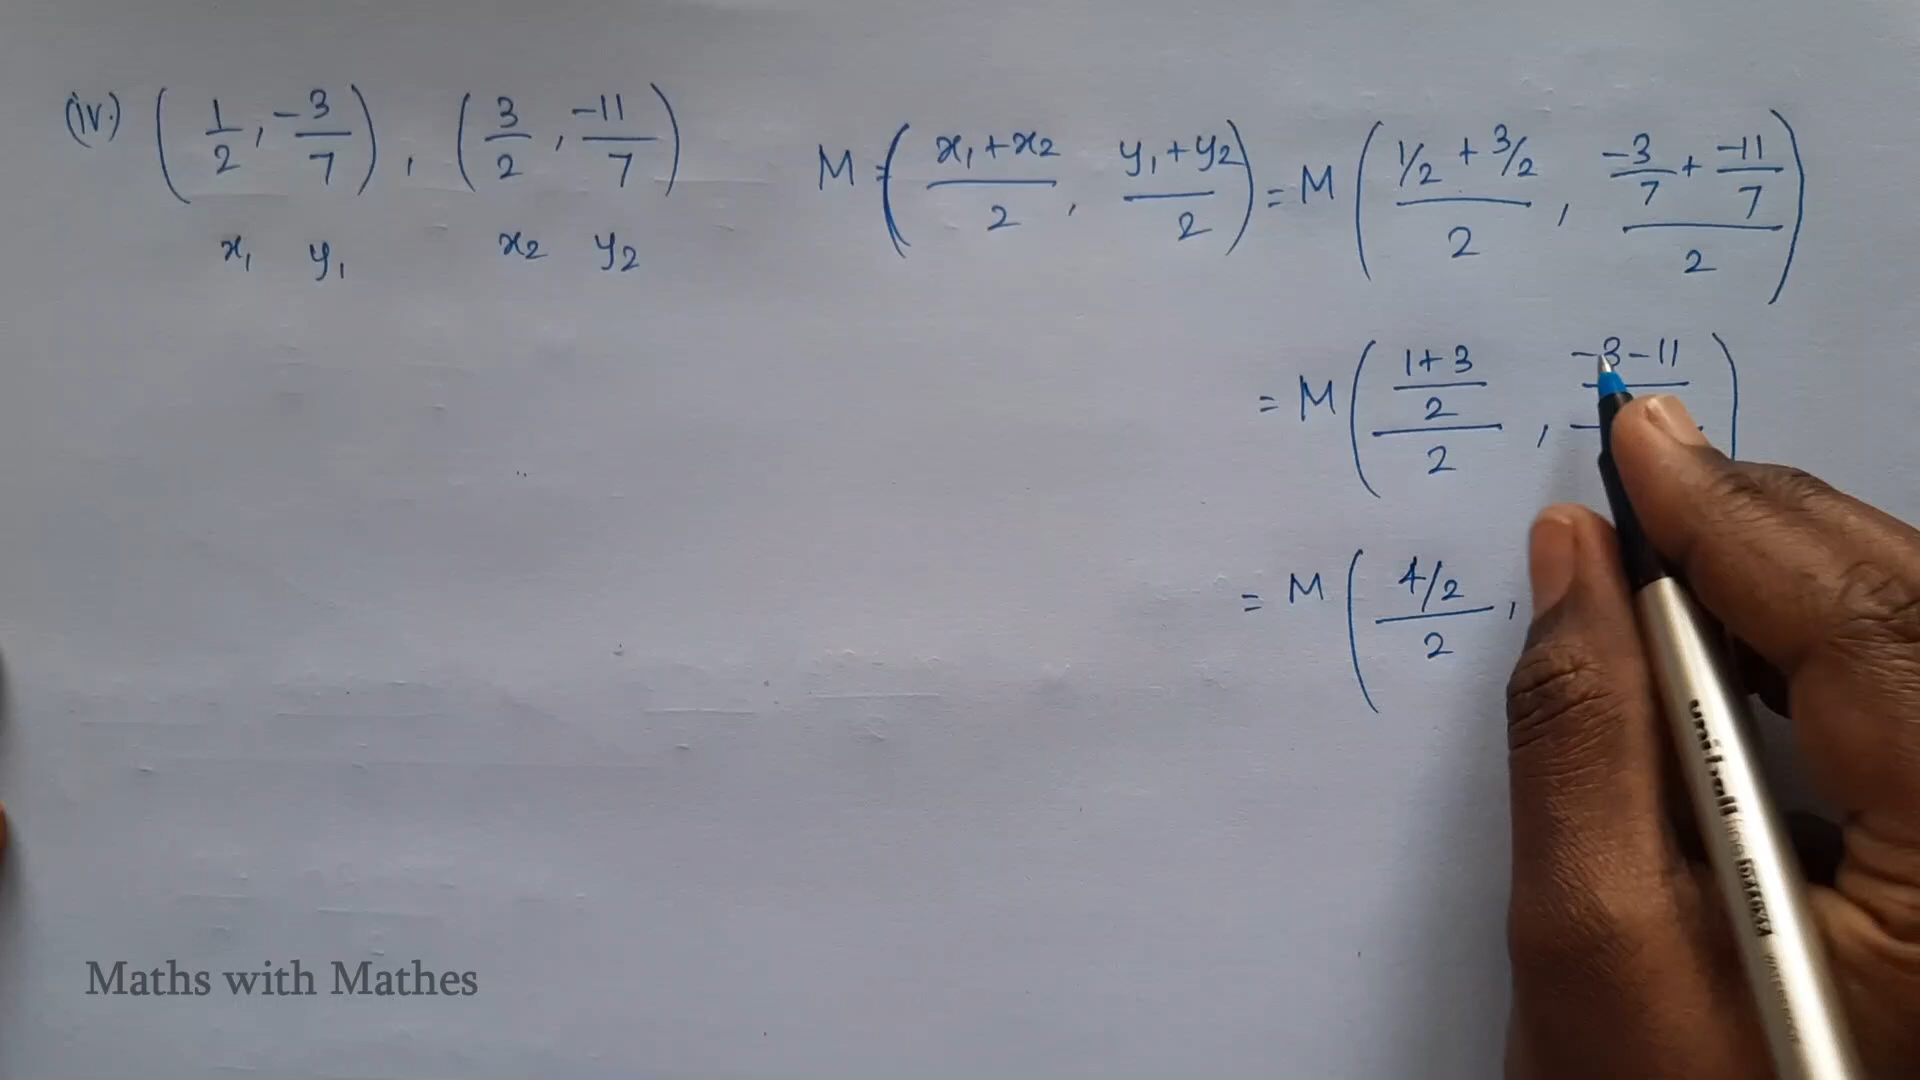 (iv.) (1/2, -3/7), (3/2, -11/7)
x₁ y₁ x₂ y₂
M = ((x₁+x₂)/2, (y₁+y₂)/2) = M((1/2 + 3/2)/2, (-3/7 + -11/7)/2)
= M(((1+3)/2)/2, (-3-11
= M((4/2)/2,
uniball
Maths with Mathes